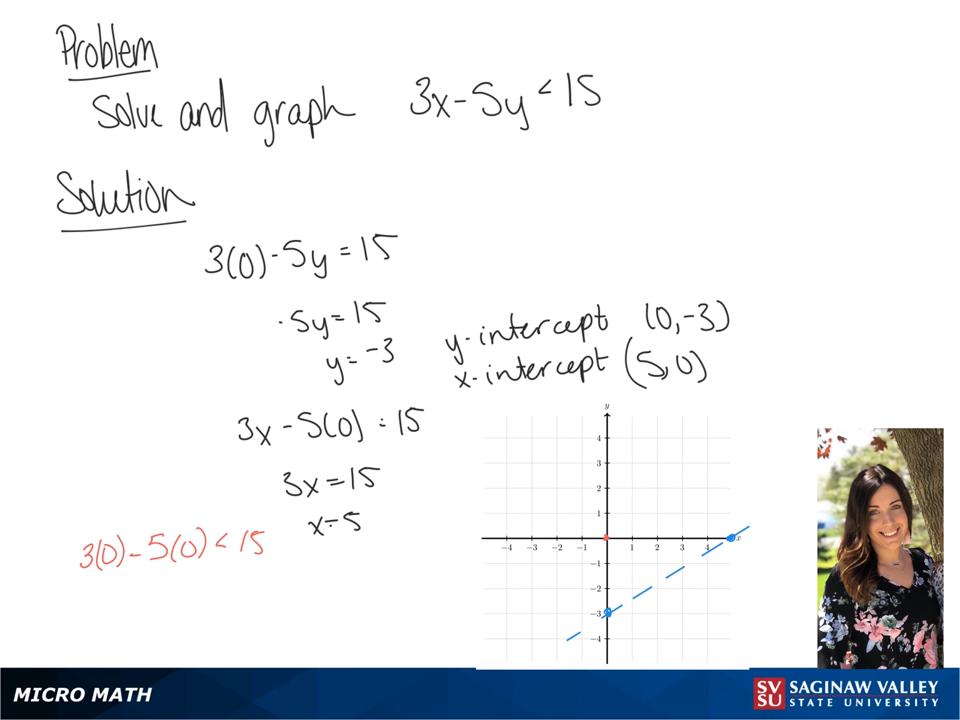 Problem
Solve and graph 3x - 5y < 15
Solution
3(0) - 5y = 15
-5y = 15
y = -3
y-intercept (0, -3)
x-intercept (5, 0)
3x - 5(0) = 15
3x = 15
x = 5
3(0) - 5(0) < 15
y
4
3
2
1
−4 −3 −2 −1 1 2 3 4 x
−1
−2
−3
−4
MICRO MATH
SV
SU
SAGINAW VALLEY
STATE UNIVERSITY